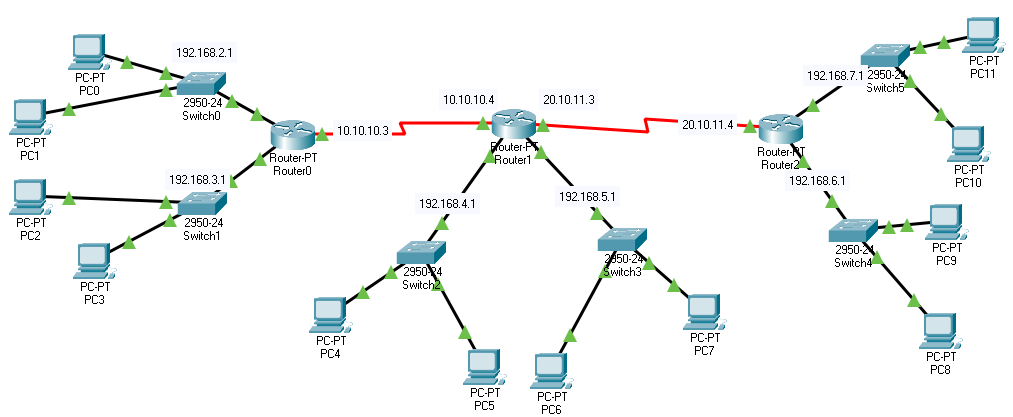 PC-PT
PC0
192.168.2.1
2950-24
Switch0
PC-PT
PC1
Router-PT
Router0
10.10.10.3
PC-PT
PC2
192.168.3.1
2950-24
Switch1
PC-PT
PC3
10.10.10.4
20.10.11.3
Router-PT
Router1
192.168.4.1
192.168.5.1
2950-24
Switch2
2950-24
Switch3
PC-PT
PC4
PC-PT
PC5
PC-PT
PC6
PC-PT
PC7
20.10.11.4
Router-PT
Router2
192.168.7.1
2950-24
Switch5
PC-PT
PC11
PC-PT
PC10
192.168.6.1
2950-24
Switch4
PC-PT
PC9
PC-PT
PC8